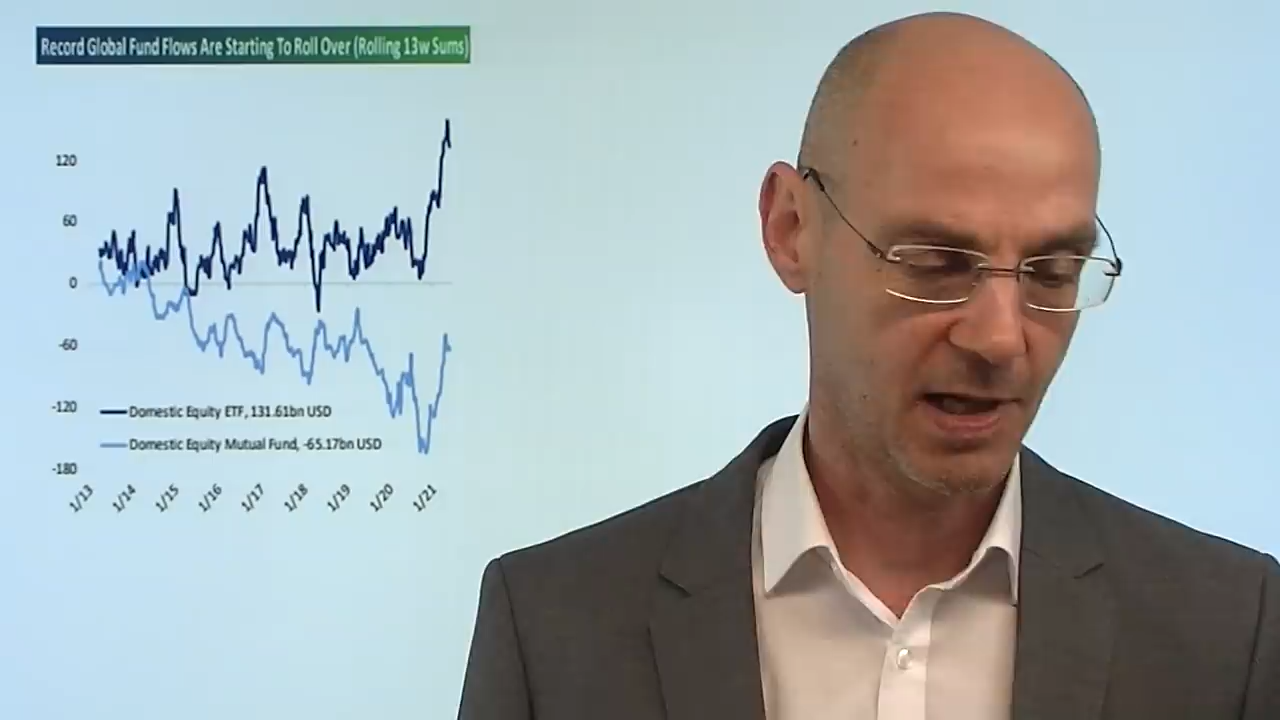 Record Global Fund Flows Are Starting To Roll Over (Rolling 13w Sums)
120
60
0
-60
-120
-180
Domestic Equity ETF, 131.61bn USD
Domestic Equity Mutual Fund, -65.17bn USD
1/13 1/14 1/15 1/16 1/17 1/18 1/19 1/20 1/21